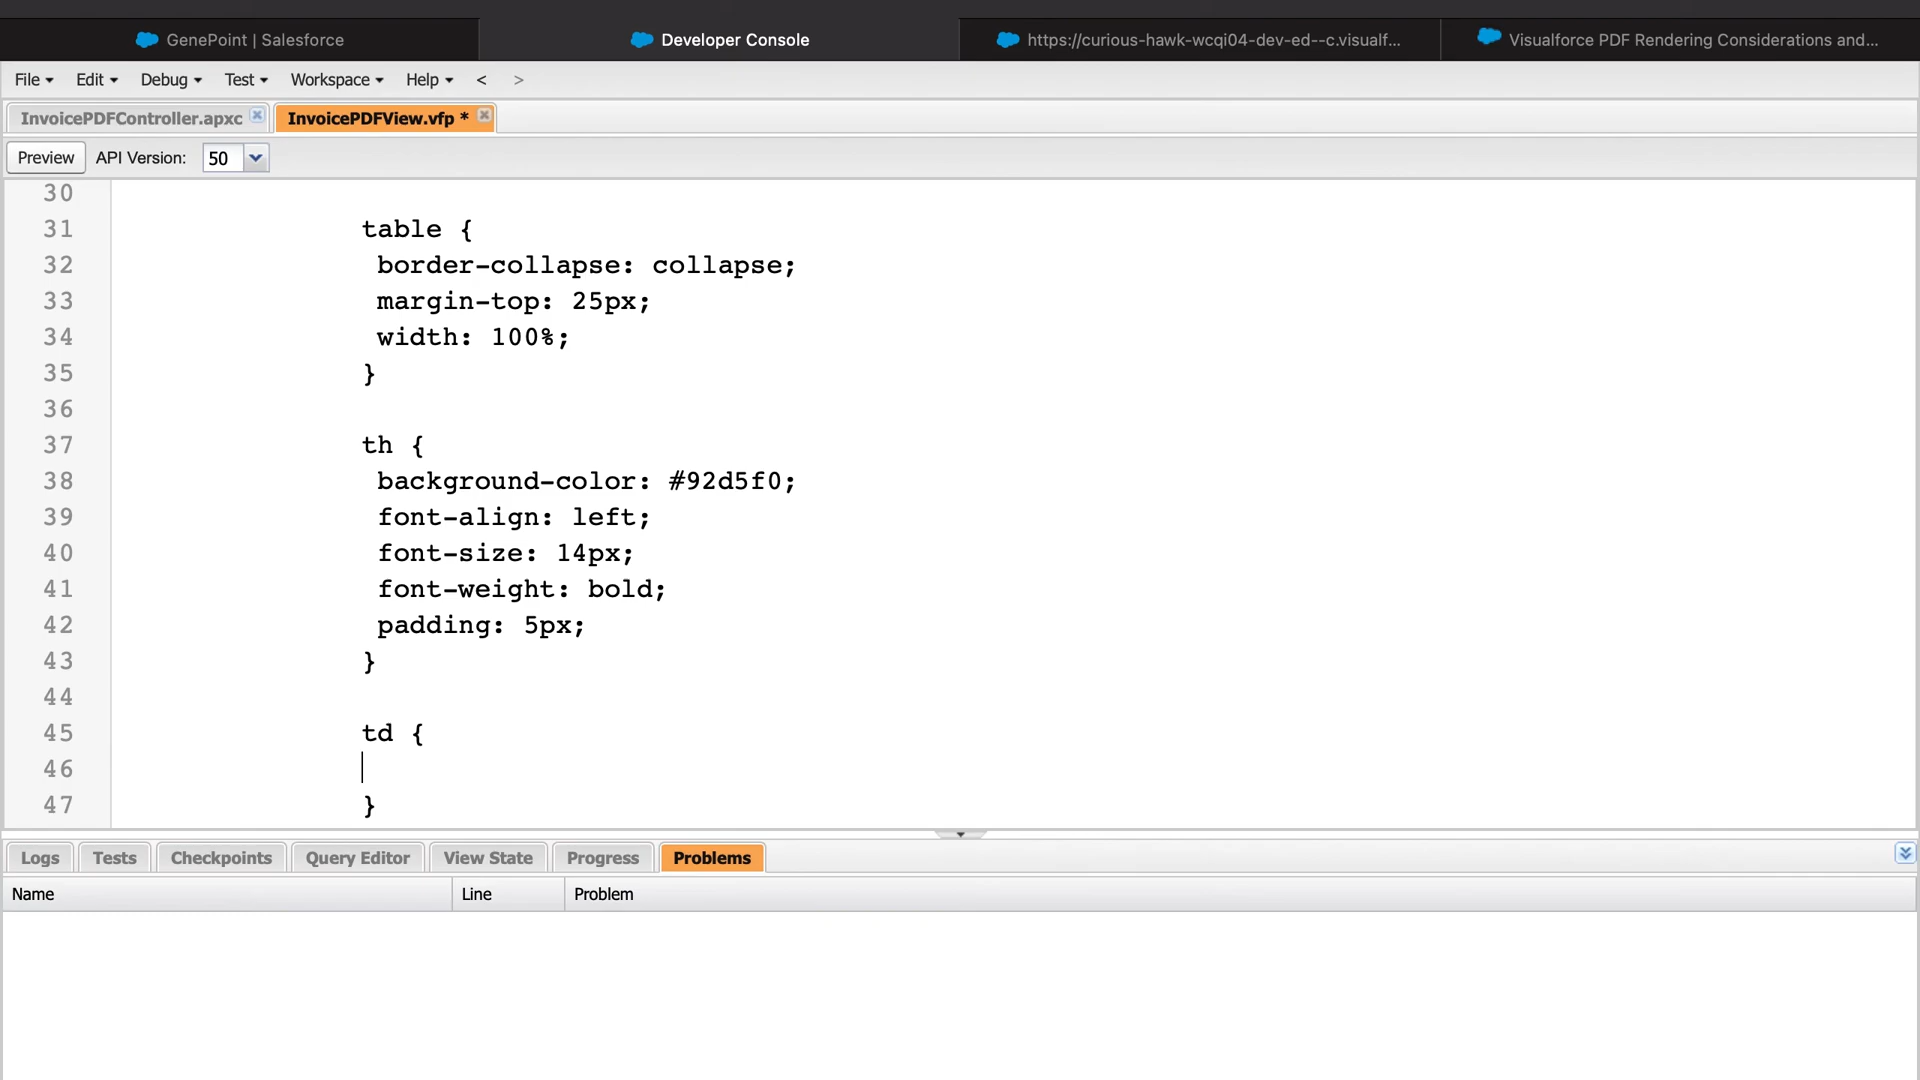 GenePoint | Salesforce
Developer Console
https://curious-hawk-wcqi04-dev-ed--c.visualf...
Visualforce PDF Rendering Considerations and...
File Edit Debug Test Workspace Help < >
InvoicePDFController.apxc
InvoicePDFView.vfp *
Preview API Version: 50
30
31 table {
32 border-collapse: collapse;
33 margin-top: 25px;
34 width: 100%;
35 }
36
37 th {
38 background-color: #92d5f0;
39 font-align: left;
40 font-size: 14px;
41 font-weight: bold;
42 padding: 5px;
43 }
44
45 td {
46
47 }
Logs Tests Checkpoints Query Editor View State Progress Problems
Name Line Problem